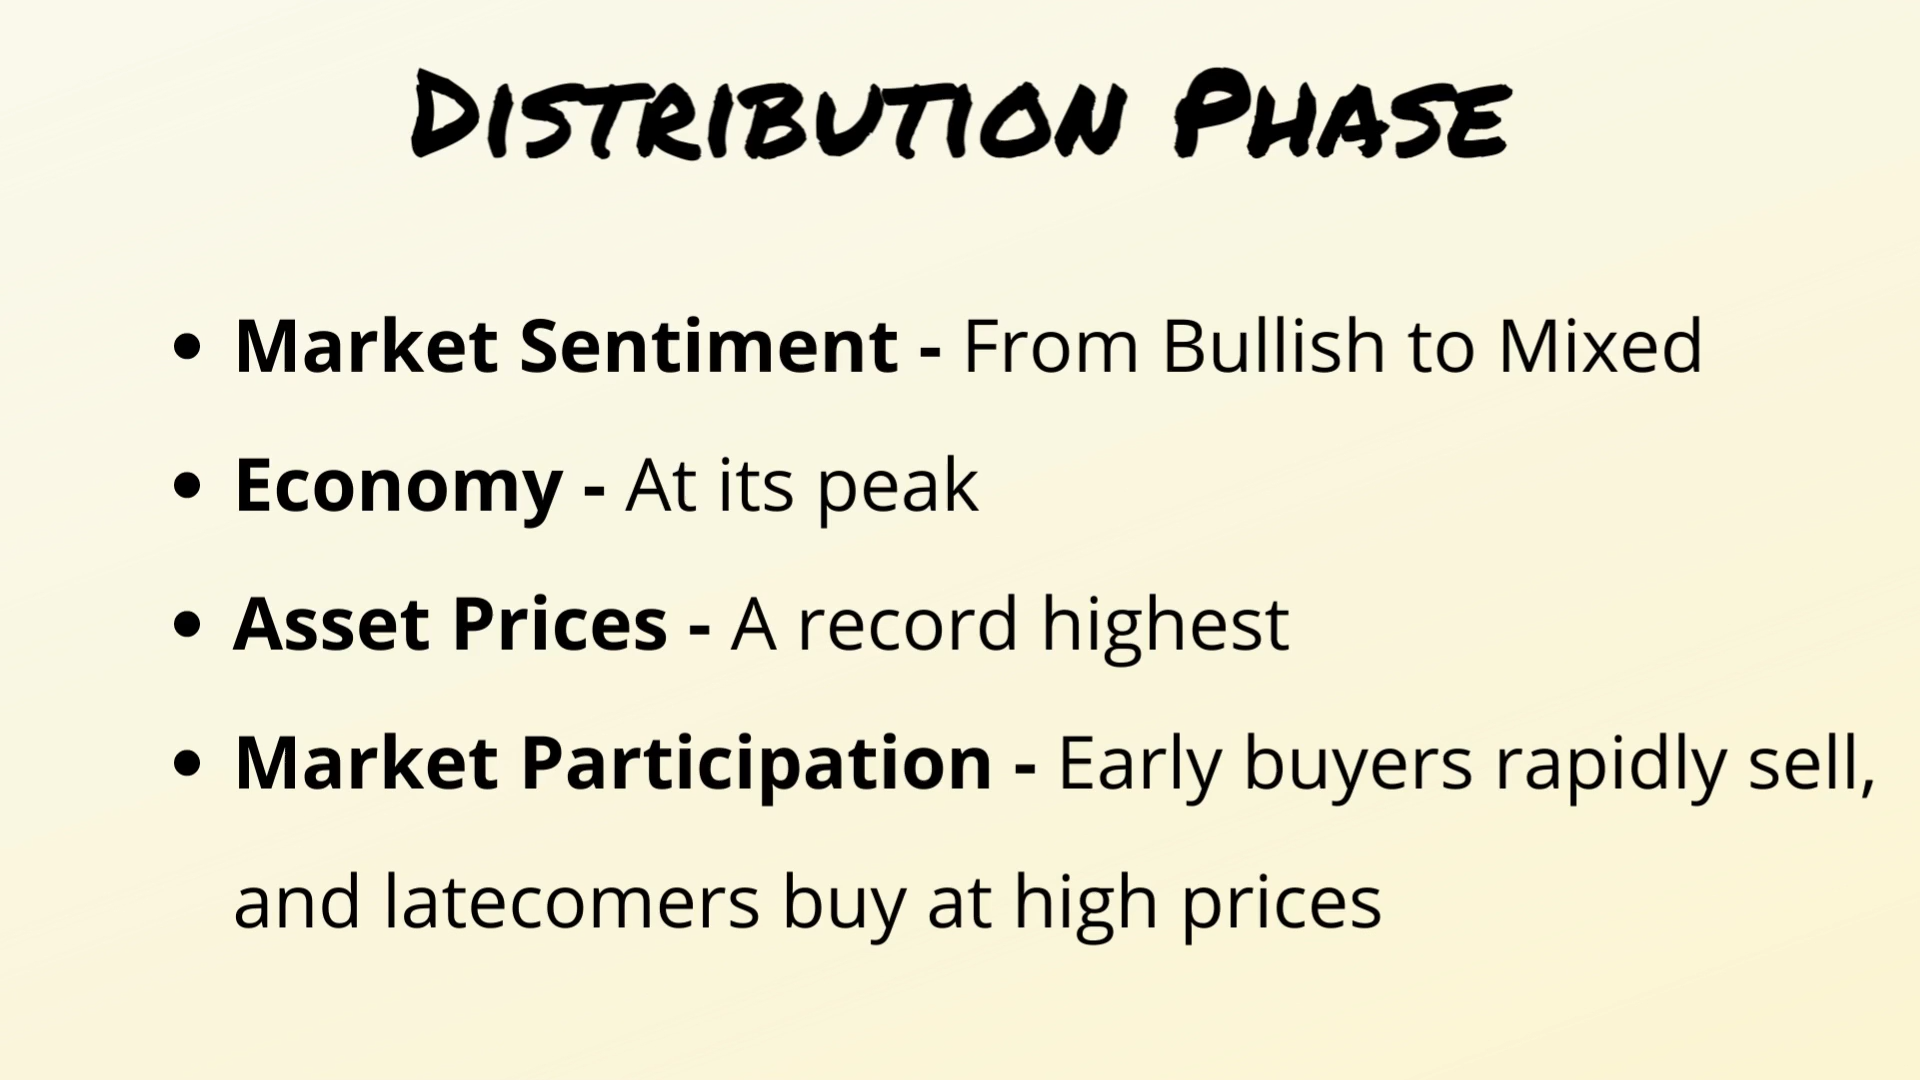 Distribution Phase
• Market Sentiment - From Bullish to Mixed
• Economy - At its peak
• Asset Prices - A record highest
• Market Participation - Early buyers rapidly sell,
and latecomers buy at high prices